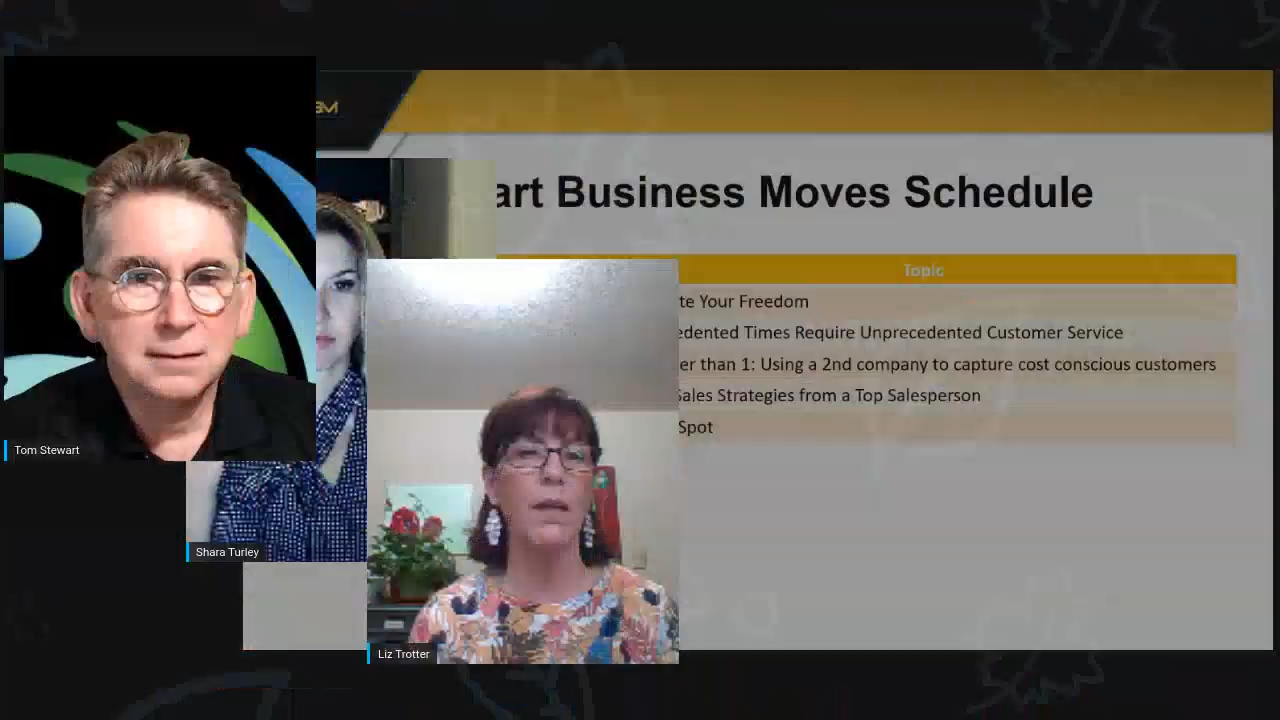 art Business Moves Schedule
Topic
te Your Freedom
edented Times Require Unprecedented Customer Service
er than 1: Using a 2nd company to capture cost conscious customers
Sales Strategies from a Top Salesperson
Spot
Tom Stewart
Shara Turley
Liz Trotter